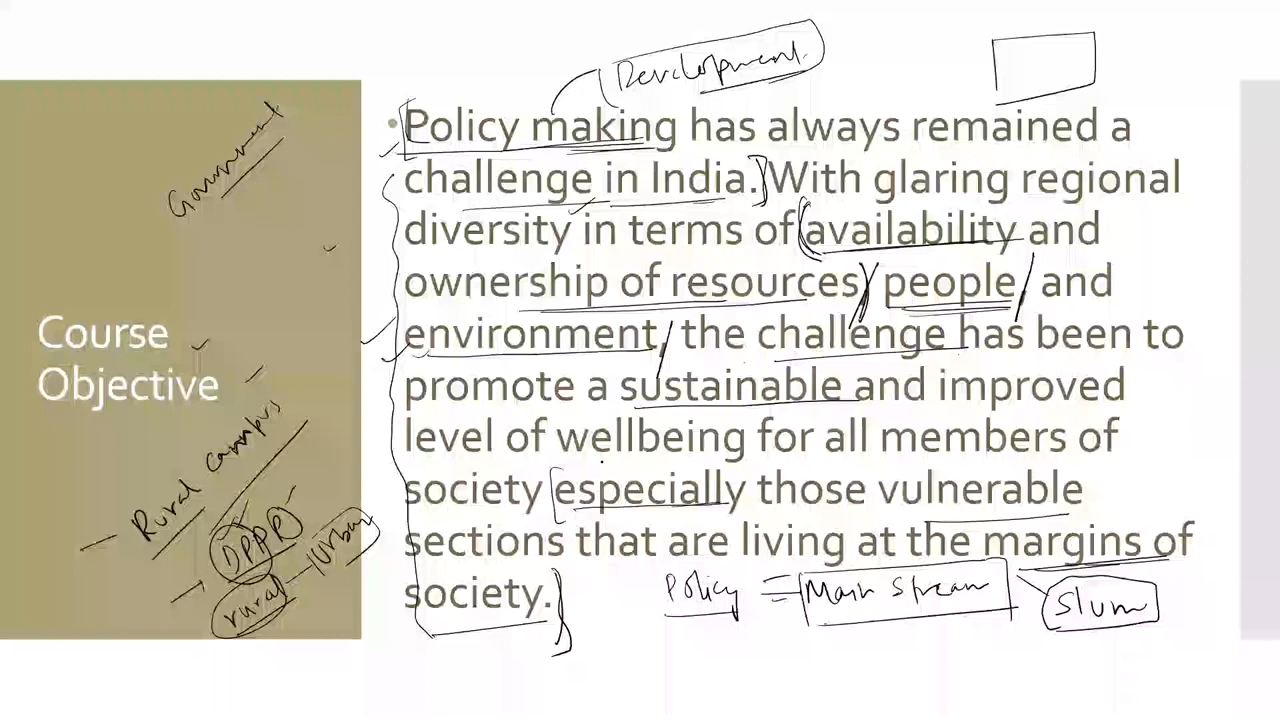 Development
• Policy making has always remained a
challenge in India. With glaring regional
diversity in terms of availability and
ownership of resources, people, and
environment, the challenge has been to
promote a sustainable and improved
level of wellbeing for all members of
society especially those vulnerable
sections that are living at the margins of
society.
Policy = Main Stream
Slum
Government
Course
Objective
Rural campus
DPPR
rural – Urban